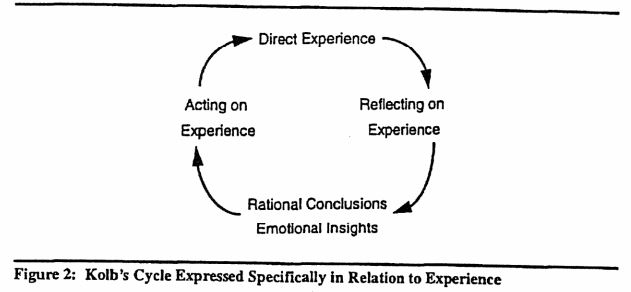 Direct Experience
Acting on
Experience
Reflecting on
Experience
Rational Conclusions
Emotional Insights
Figure 2: Kolb's Cycle Expressed Specifically in Relation to Experience